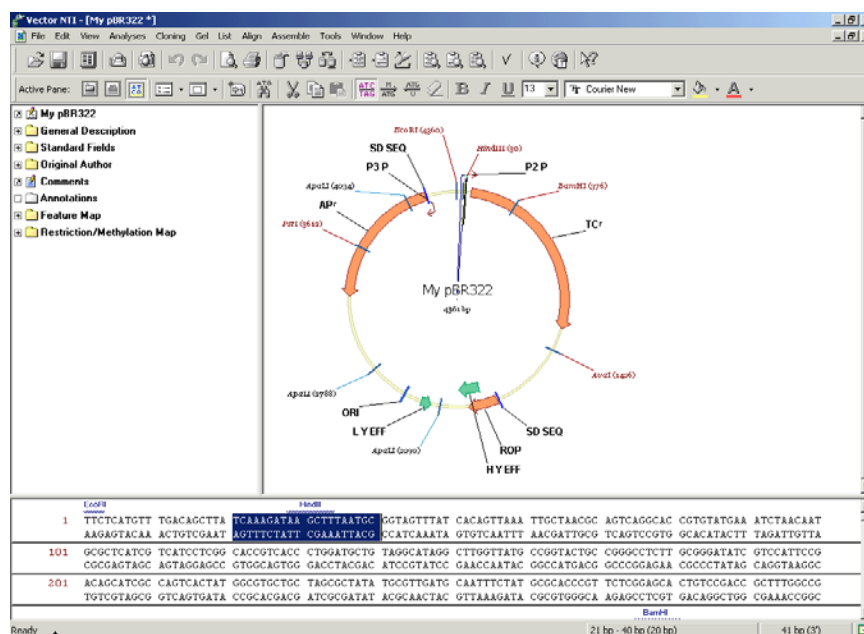 Vector NTI - [My pBR322 *]
File Edit View Analyses Cloning Gel List Align Assemble Tools Window Help
Active Pane: 13 Courier New
My pBR322
General Description
Standard Fields
Original Author
Comments
Annotations
Feature Map
Restriction/Methylation Map
EcoRI (4360)
SD SEQ
HindIII (30)
P3 P
P2 P
ApaLI (4034)
BamHI (376)
APr
TCr
PstI (3612)
My pBR322
4361 bp
AvaI (1426)
ApaLI (2788)
ORI
SD SEQ
LY EFF
ROP
ApaLI (2290)
HY EFF
EcoRI HindIII
1 TTCTCATGTT TGACAGCTTA TCAAAGATAA GCTTTAATGC GGTAGTTTAT CACAGTTAAA TTGCTAACGC AGTCAGGCAC CGTGTATGAA ATCTAACAAT
AAGAGTACAA ACTGTCGAAT AGTTTCTATT CGAAATTACG CCATCAAATA GTGTCAATTT AACGATTGCG TCAGTCCGTG GCACATACTT TAGATTGTTA
101 GCGCTCATCG TCATCCTCGG CACCGTCACC CTGGATGCTG TAGGCATAGG CTTGGTTATG CCGGTACTGC CGGGCCTCTT GCGGGATATC GTCCATTCCG
CGCGAGTAGC AGTAGGAGCC GTGGCAGTGG GACCTACGAC ATCCGTATCC GAACCAATAC GGCCATGACG GCCCGGAGAA CGCCCTATAG CAGGTAAGGC
201 ACAGCATCGC CAGTCACTAT GGCGTGCTGC TAGCGCTATA TGCGTTGATG CAATTTCTAT GCGCACCCGT TCTCGGAGCA CTGTCCGACC GCTTTGGCCG
TGTCGTAGCG GTCAGTGATA CCGCACGACG ATCGCGATAT ACGCAACTAC GTTAAAGATA CGCGTGGGCA AGAGCCTCGT GACAGGCTGG CGAAACCGGC
BamHI
Ready 21 bp - 40 bp (20 bp) 41 bp (3')